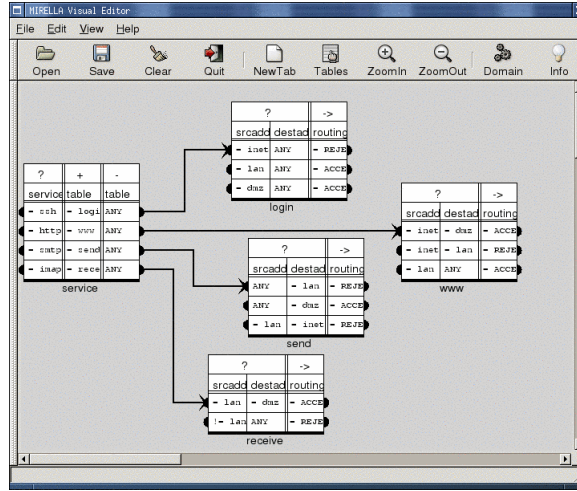 MIRELLA Visual Editor
File Edit View Help
Open Save Clear Quit NewTab Tables ZoomIn ZoomOut Domain Info
? ->
srcadd destad routing
= inet ANY = REJE
= lan ANY = ACCE
= dmz ANY = ACCE
login
? + -
service table table
= ssh = logi ANY
= http = www ANY
= smtp = send ANY
= imap = rece ANY
service
? ->
srcadd destad routing
= inet = dmz = ACCE
= inet = lan = REJE
= lan ANY = ACCE
www
? ->
srcadd destad routing
ANY = lan = REJE
ANY = dmz = ACCE
= lan = inet = REJE
send
? ->
srcadd destad routing
= lan = dmz = ACCE
!= lan ANY = REJE
receive